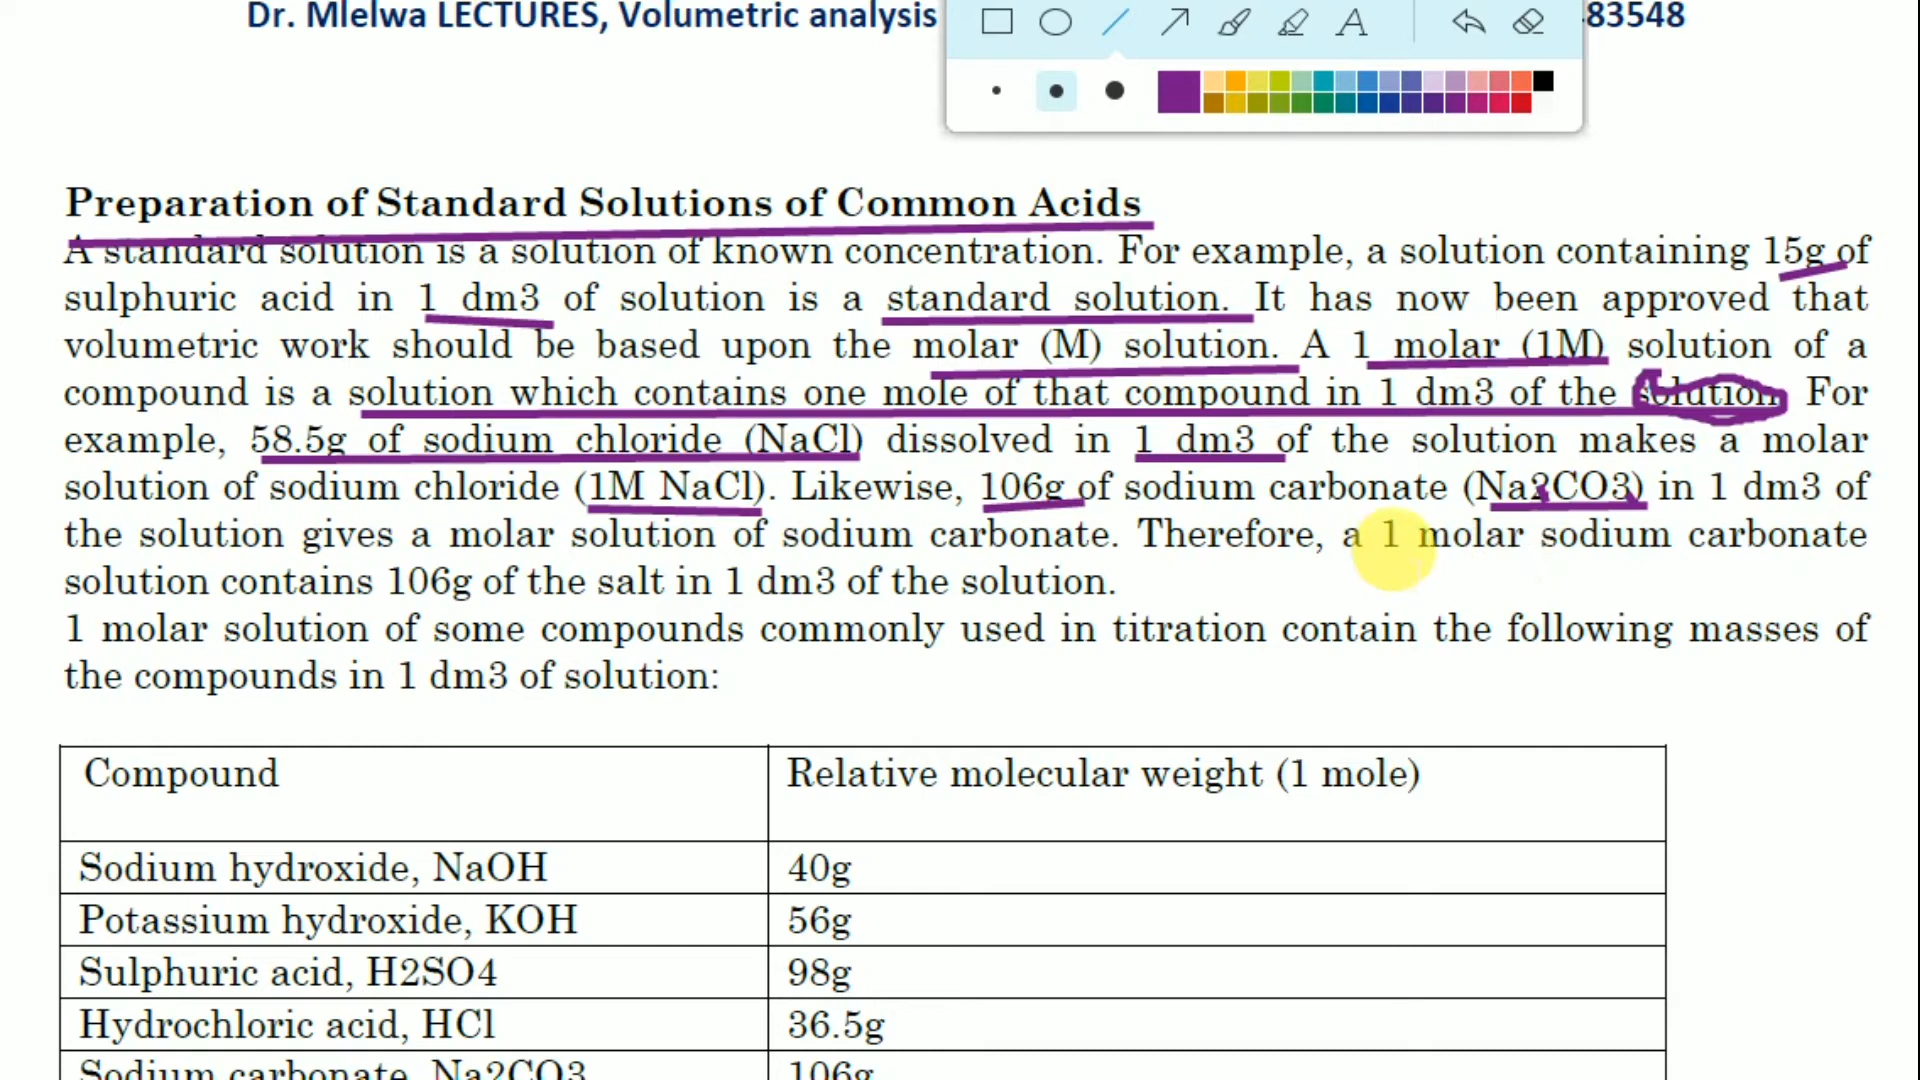 Dr. Mlelwa LECTURES, Volumetric analysis 83548
Preparation of Standard Solutions of Common Acids
A standard solution is a solution of known concentration. For example, a solution containing 15g of
sulphuric acid in 1 dm3 of solution is a standard solution. It has now been approved that
volumetric work should be based upon the molar (M) solution. A 1 molar (1M) solution of a
compound is a solution which contains one mole of that compound in 1 dm3 of the solution. For
example, 58.5g of sodium chloride (NaCl) dissolved in 1 dm3 of the solution makes a molar
solution of sodium chloride (1M NaCl). Likewise, 106g of sodium carbonate (Na2CO3) in 1 dm3 of
the solution gives a molar solution of sodium carbonate. Therefore, a 1 molar sodium carbonate
solution contains 106g of the salt in 1 dm3 of the solution.
1 molar solution of some compounds commonly used in titration contain the following masses of
the compounds in 1 dm3 of solution:
Compound Relative molecular weight (1 mole)
Sodium hydroxide, NaOH 40g
Potassium hydroxide, KOH 56g
Sulphuric acid, H2SO4 98g
Hydrochloric acid, HCl 36.5g
Sodium carbonate, Na2CO3 106g